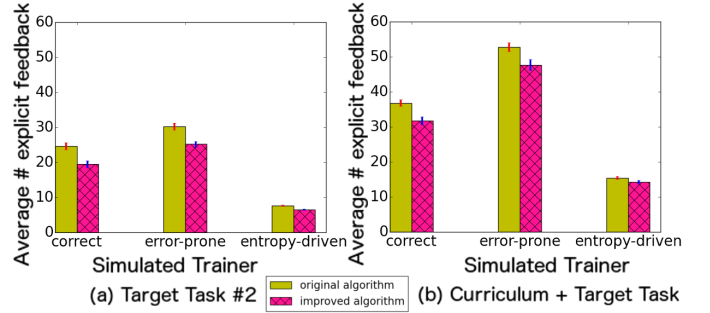 60
50
40
30
20
10
0
Average # explicit feedback
correct
error-prone
entropy-driven
Simulated Trainer
(a) Target Task #2
60
50
40
30
20
10
0
Average # explicit feedback
correct
error-prone
entropy-driven
Simulated Trainer
(b) Curriculum + Target Task
original algorithm
improved algorithm